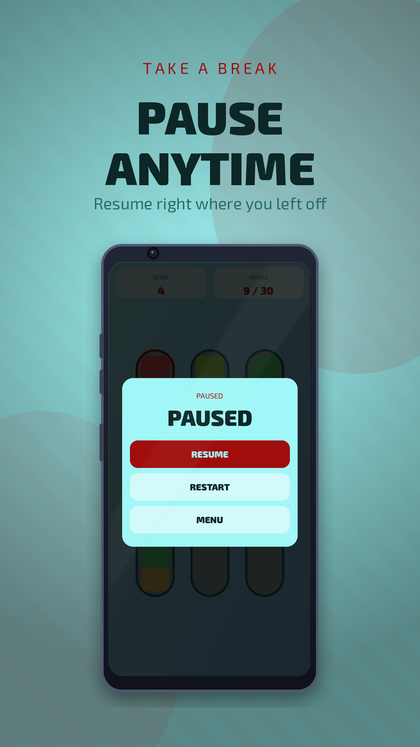 TAKE A BREAK
PAUSE
ANYTIME
Resume right where you left off
LEVEL
MOVES
4
9 / 30
PAUSED
PAUSED
RESUME
RESTART
MENU